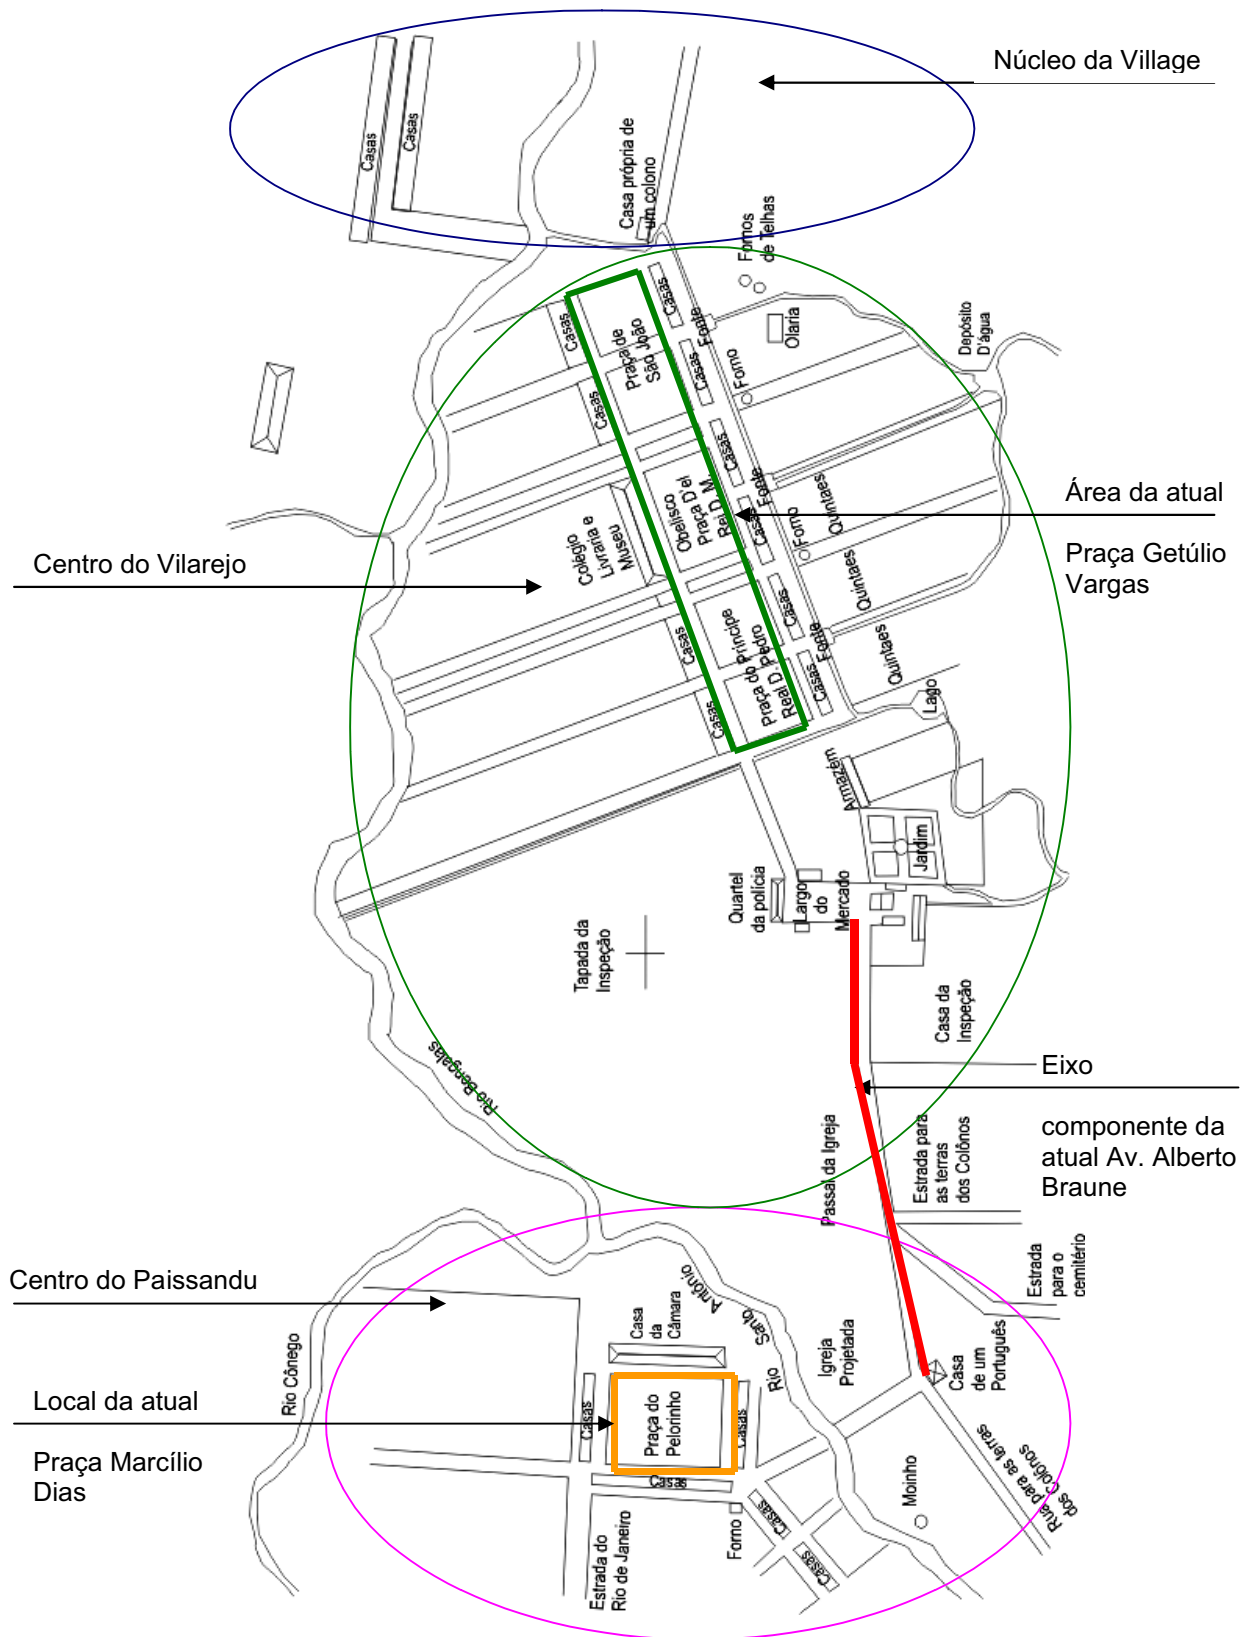 Núcleo da Village
Casas
Casas
Casa própria de
um colono
Fornos
de Telhas
Casas
Casas
Praça de
São João
Fonte
Olaria
Depósito
D'água
Casas
Casas
Forno
Casas
Obelisco
Praça D'el
Rei D. M.
Colégio
Livraria e
Museu
Casas
Fonte
Forno
Quintaes
Área da atual
Praça Getúlio
Vargas
Centro do Vilarejo
Quintaes
Casas
Casas
Praça do Príncipe
Real D. Pedro
Fonte
Quintaes
Casas
Casas
Lago
Armazém
Jardim
Quartel
da polícia
Largo
do
Mercado
Tapada da
Inspeção
Casa da
Inspeção
Rio Bengalas
Eixo
componente da
atual Av. Alberto
Braune
Passal da Igreja
Estrada para
as terras
dos Colônos
Estrada
para o
cemitério
Centro do Paissandu
Rio Cônego
Casa
da
Câmara
Rio Santo Antônio
Igreja
Projetada
Casa
de um
Português
Local da atual
Praça Marcílio
Dias
Casas
Praça do
Pelorinho
Casas
Casas
Rua para as terras
dos Colônos
Moinho
Estrada do
Rio de Janeiro
Forno
Casas
Casas